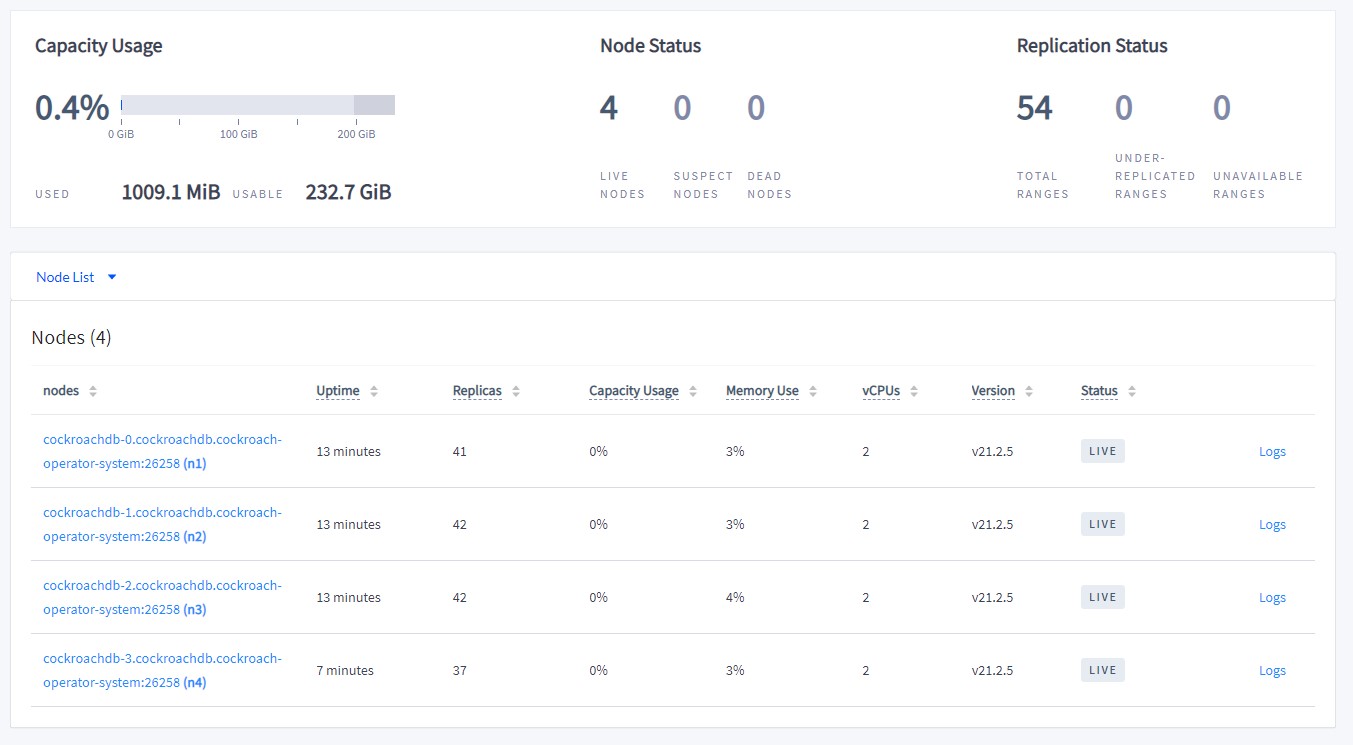 Capacity Usage
0.4%
0 GiB 100 GiB 200 GiB
USED 1009.1 MiB USABLE 232.7 GiB
Node Status
4 0 0
LIVE NODES
SUSPECT NODES
DEAD NODES
Replication Status
54 0 0
TOTAL RANGES
UNDER-REPLICATED RANGES
UNAVAILABLE RANGES
Node List
Nodes (4)
nodes Uptime Replicas Capacity Usage Memory Use vCPUs Version Status
cockroachdb-0.cockroachdb.cockroach-
operator-system:26258 (n1)
13 minutes 41 0% 3% 2 v21.2.5 LIVE Logs
cockroachdb-1.cockroachdb.cockroach-
operator-system:26258 (n2)
13 minutes 42 0% 3% 2 v21.2.5 LIVE Logs
cockroachdb-2.cockroachdb.cockroach-
operator-system:26258 (n3)
13 minutes 42 0% 4% 2 v21.2.5 LIVE Logs
cockroachdb-3.cockroachdb.cockroach-
operator-system:26258 (n4)
7 minutes 37 0% 3% 2 v21.2.5 LIVE Logs